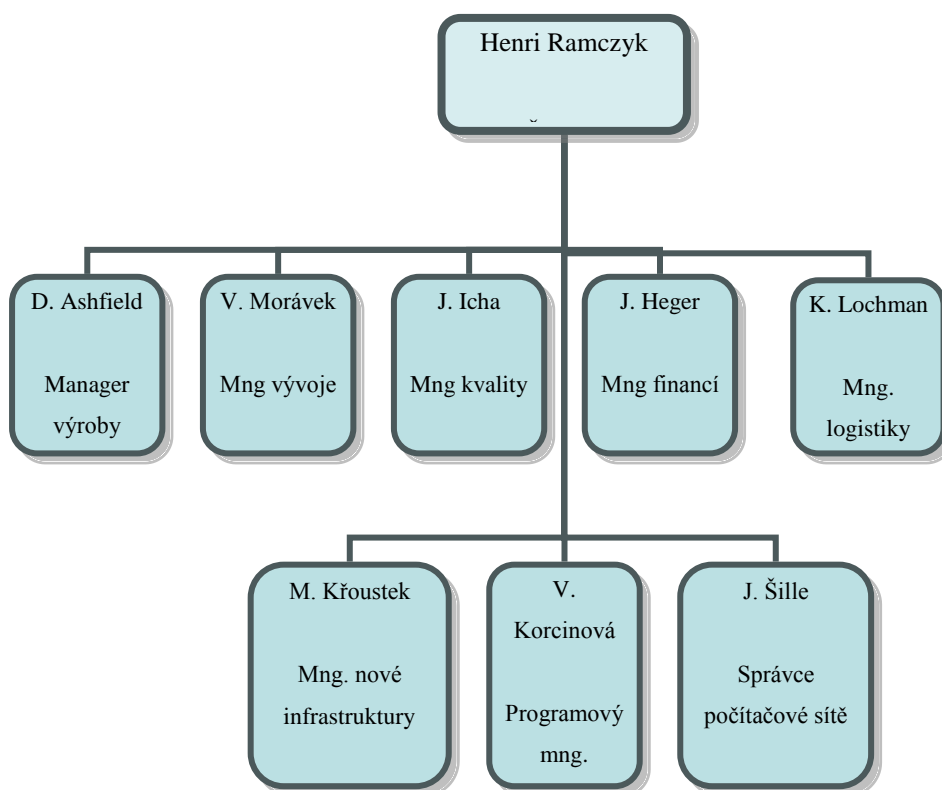 Henri Ramczyk
D. Ashfield
Manager
výroby
V. Morávek
Mng vývoje
J. Icha
Mng kvality
J. Heger
Mng financí
K. Lochman
Mng.
logistiky
M. Křoustek
Mng. nové
infrastruktury
V.
Korcinová
Programový
mng.
J. Šille
Správce
počítačové sítě